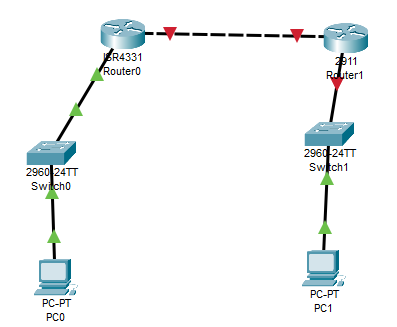 ISR4331
Router0
2911
Router1
2960-24TT
Switch0
2960-24TT
Switch1
PC-PT
PC0
PC-PT
PC1